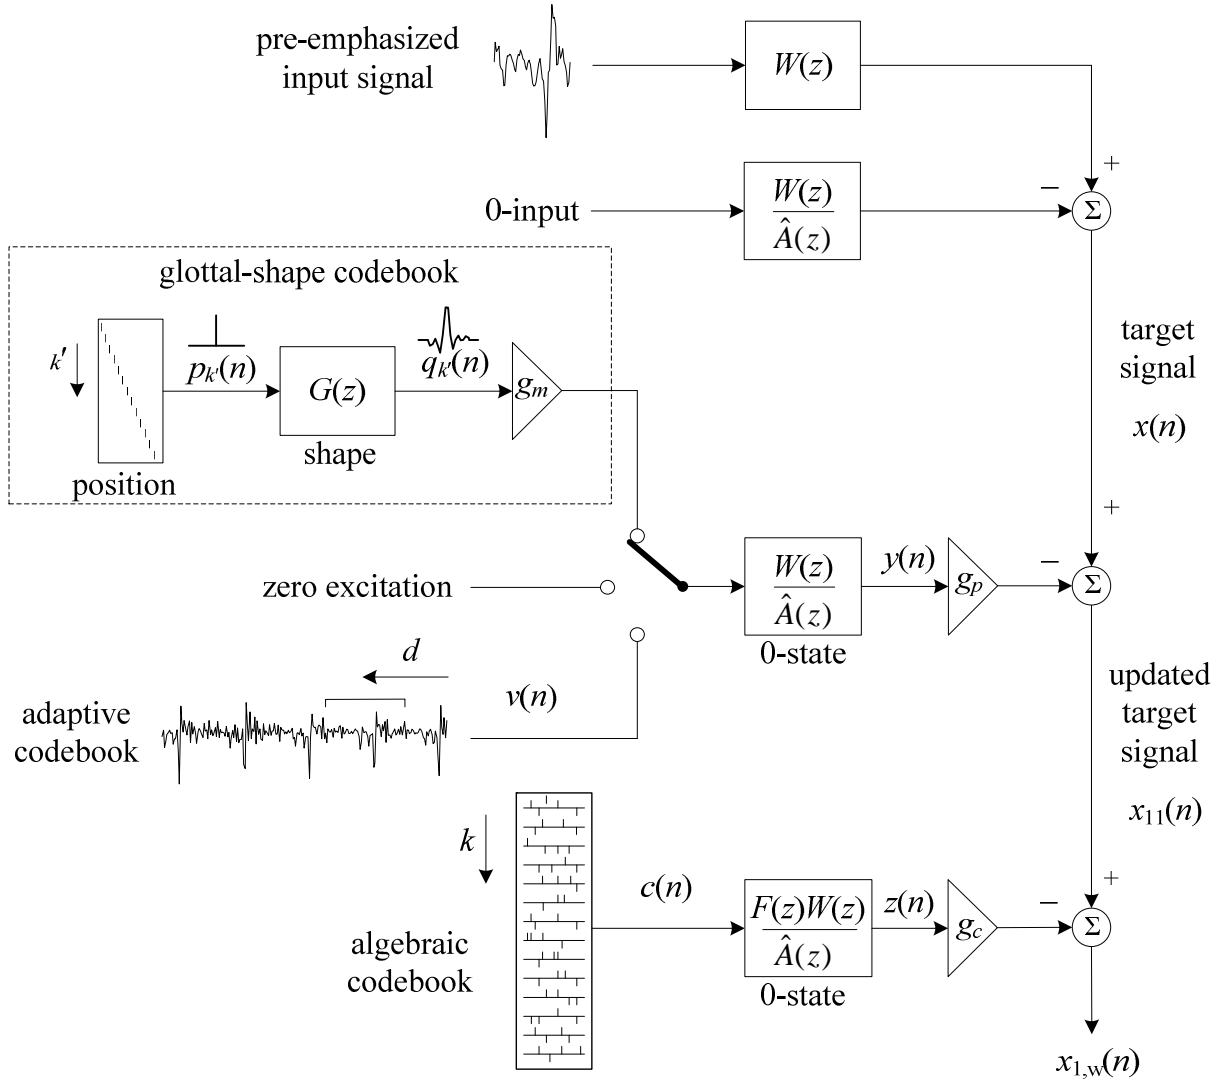 pre-emphasized
input signal
W(z)
+
0-input
W(z)
Â(z)
−
Σ
glottal-shape codebook
k'
p_k'(n)
q_k'(n)
G(z)
g_m
shape
position
target
signal
x(n)
+
zero excitation
W(z)
Â(z)
0-state
y(n)
g_p
−
Σ
d
v(n)
adaptive
codebook
updated
target
signal
x_11(n)
k
algebraic
codebook
c(n)
F(z)W(z)
Â(z)
0-state
z(n)
g_c
+
−
Σ
x_1,w(n)